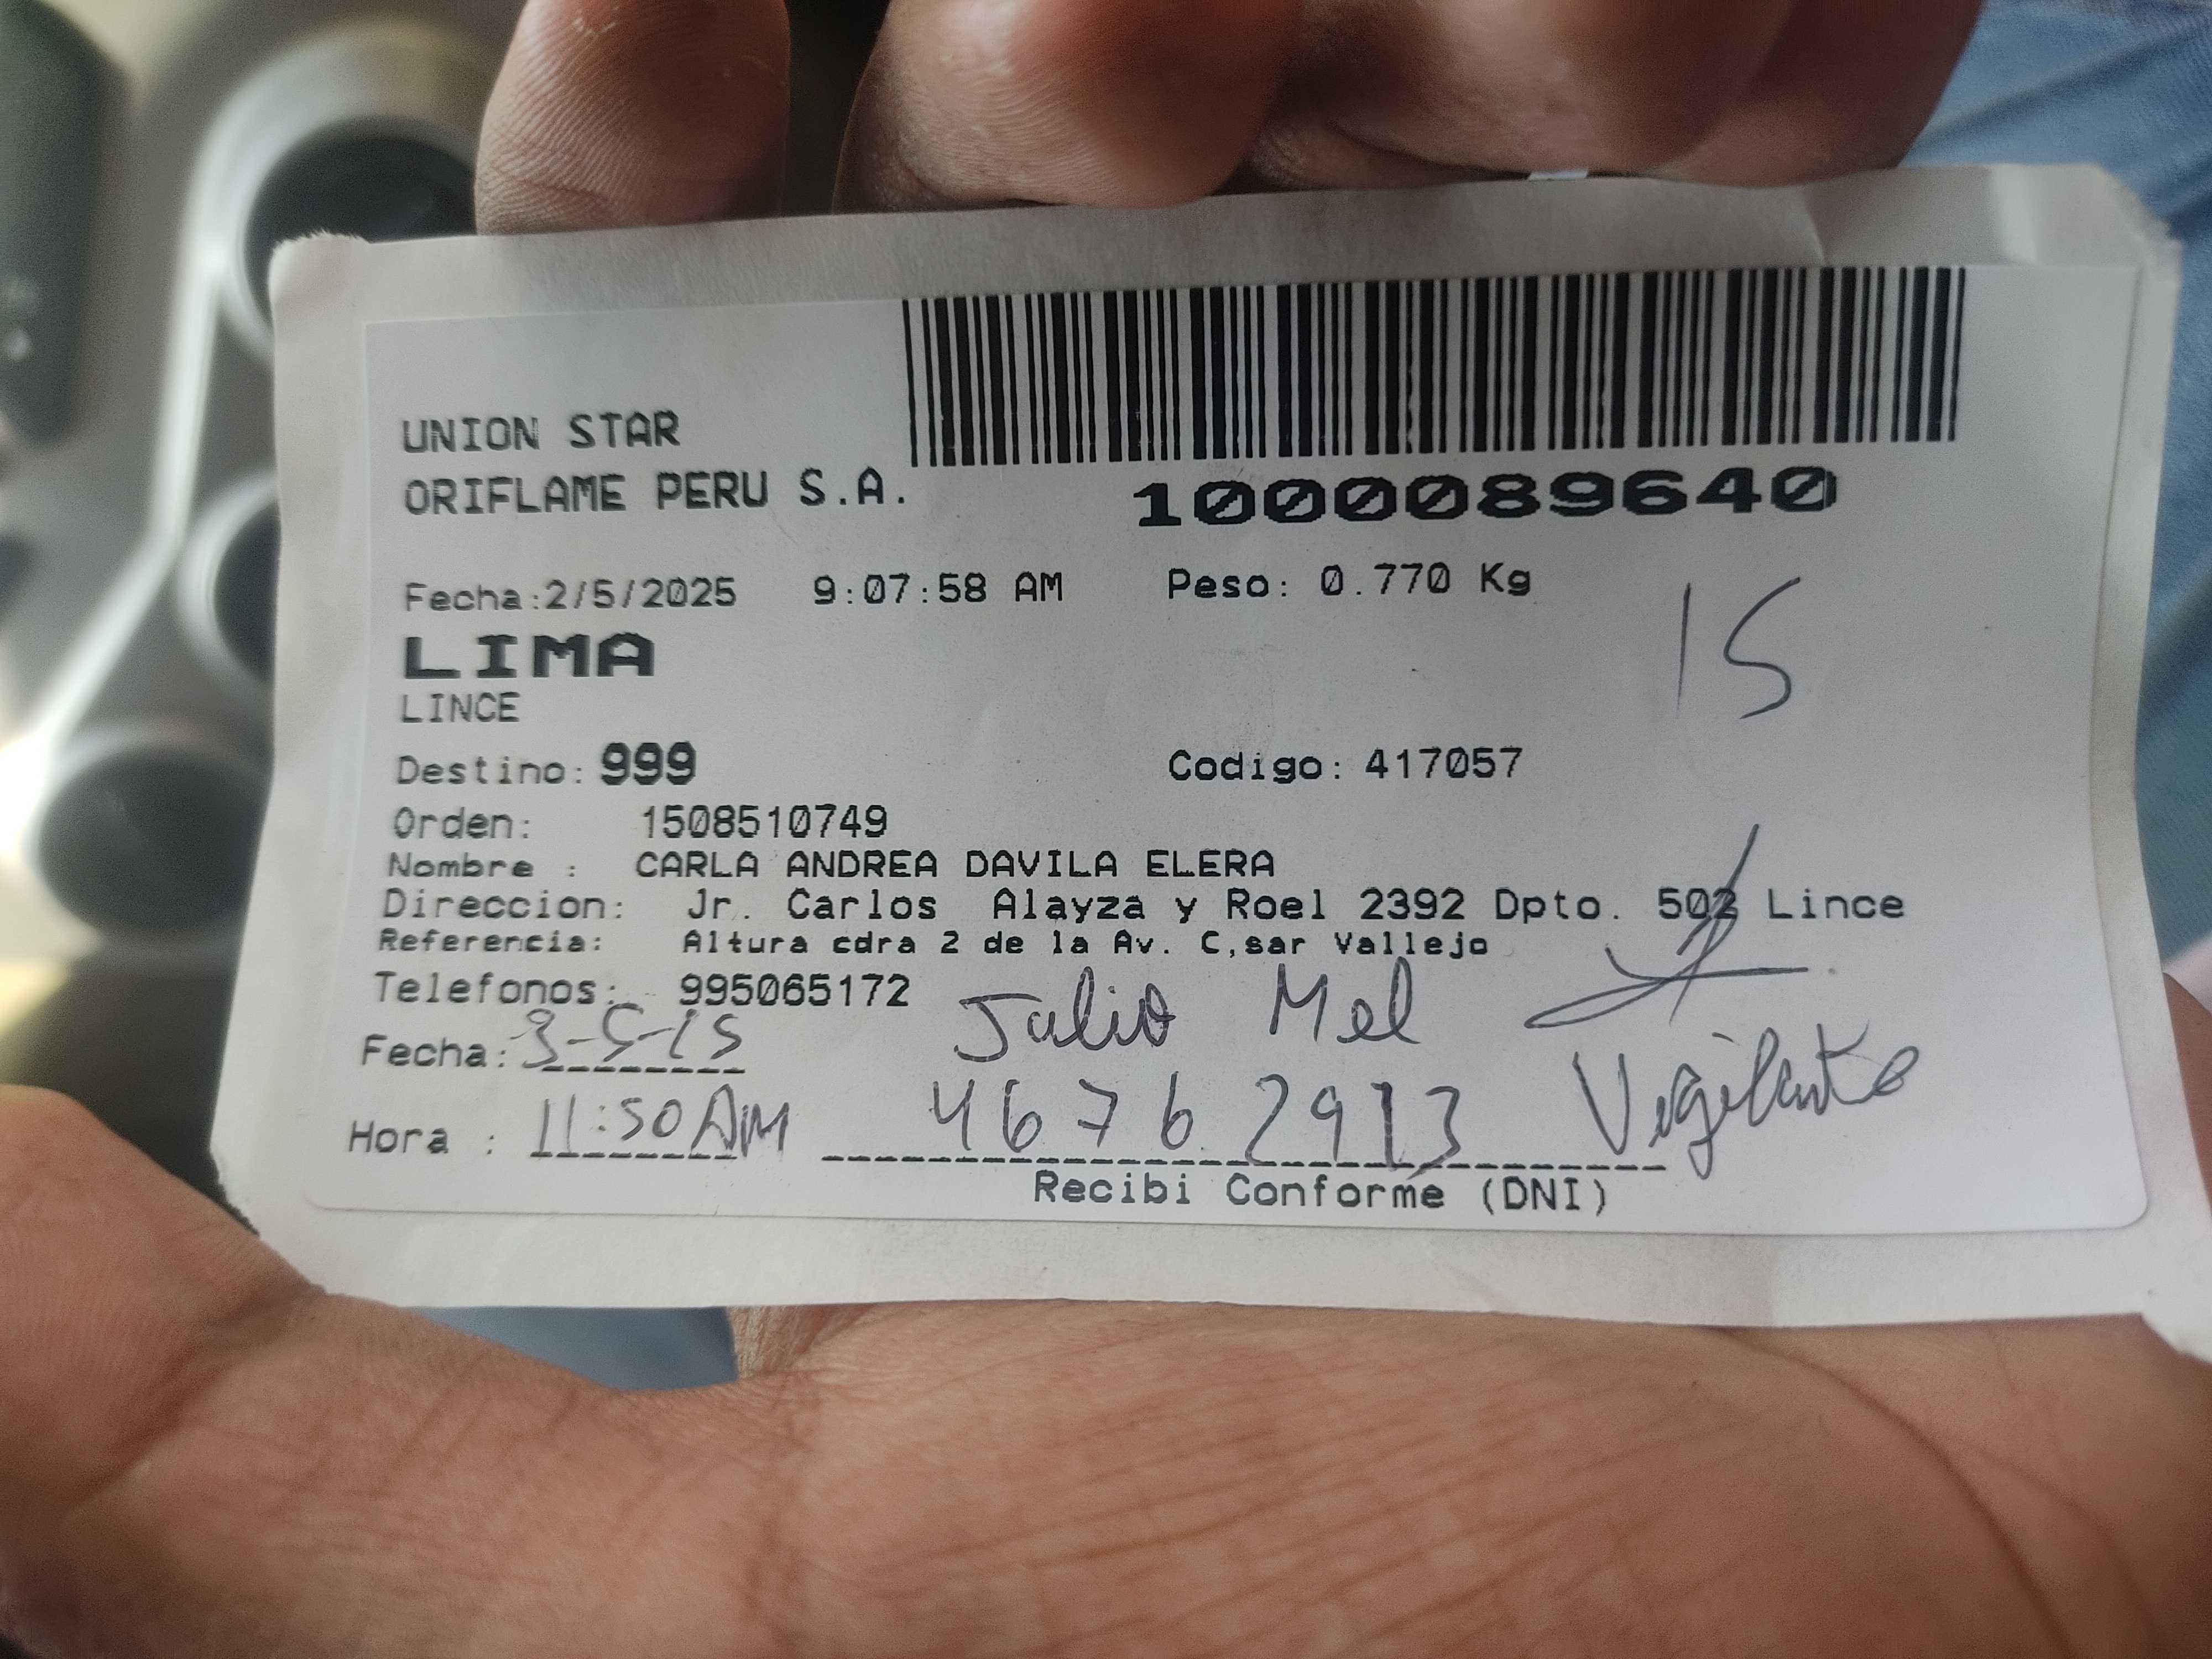 UNION STAR
ORIFLAME PERU S.A.
1000089640
Fecha:2/5/2025 9:07:58 AM Peso: 0.770 Kg
15
LIMA
LINCE
Destino: 999 Codigo: 417057
Orden: 1508510749
Nombre : CARLA ANDREA DAVILA ELERA
Direccion: Jr. Carlos Alayza y Roel 2392 Dpto. 502 Lince
Referencia: Altura cdra 2 de la Av. C,sar Vallejo
Telefonos: 995065172
Julio Mel
Fecha: 3-5-25
Vigilante
Hora : 11:50 AM 46762913
Recibi Conforme (DNI)